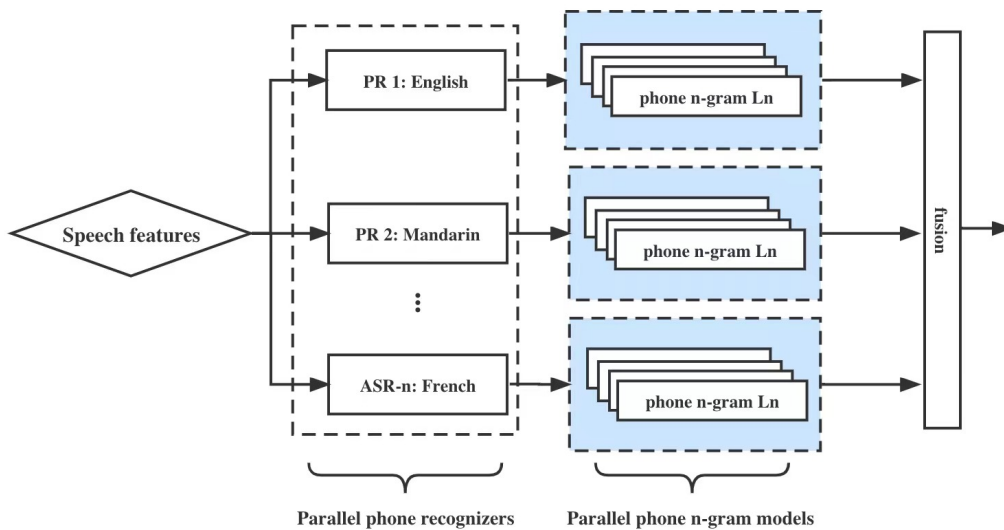 PR 1: English
phone n-gram Ln
Speech features
PR 2: Mandarin
phone n-gram Ln
fusion
ASR-n: French
phone n-gram Ln
Parallel phone recognizers
Parallel phone n-gram models